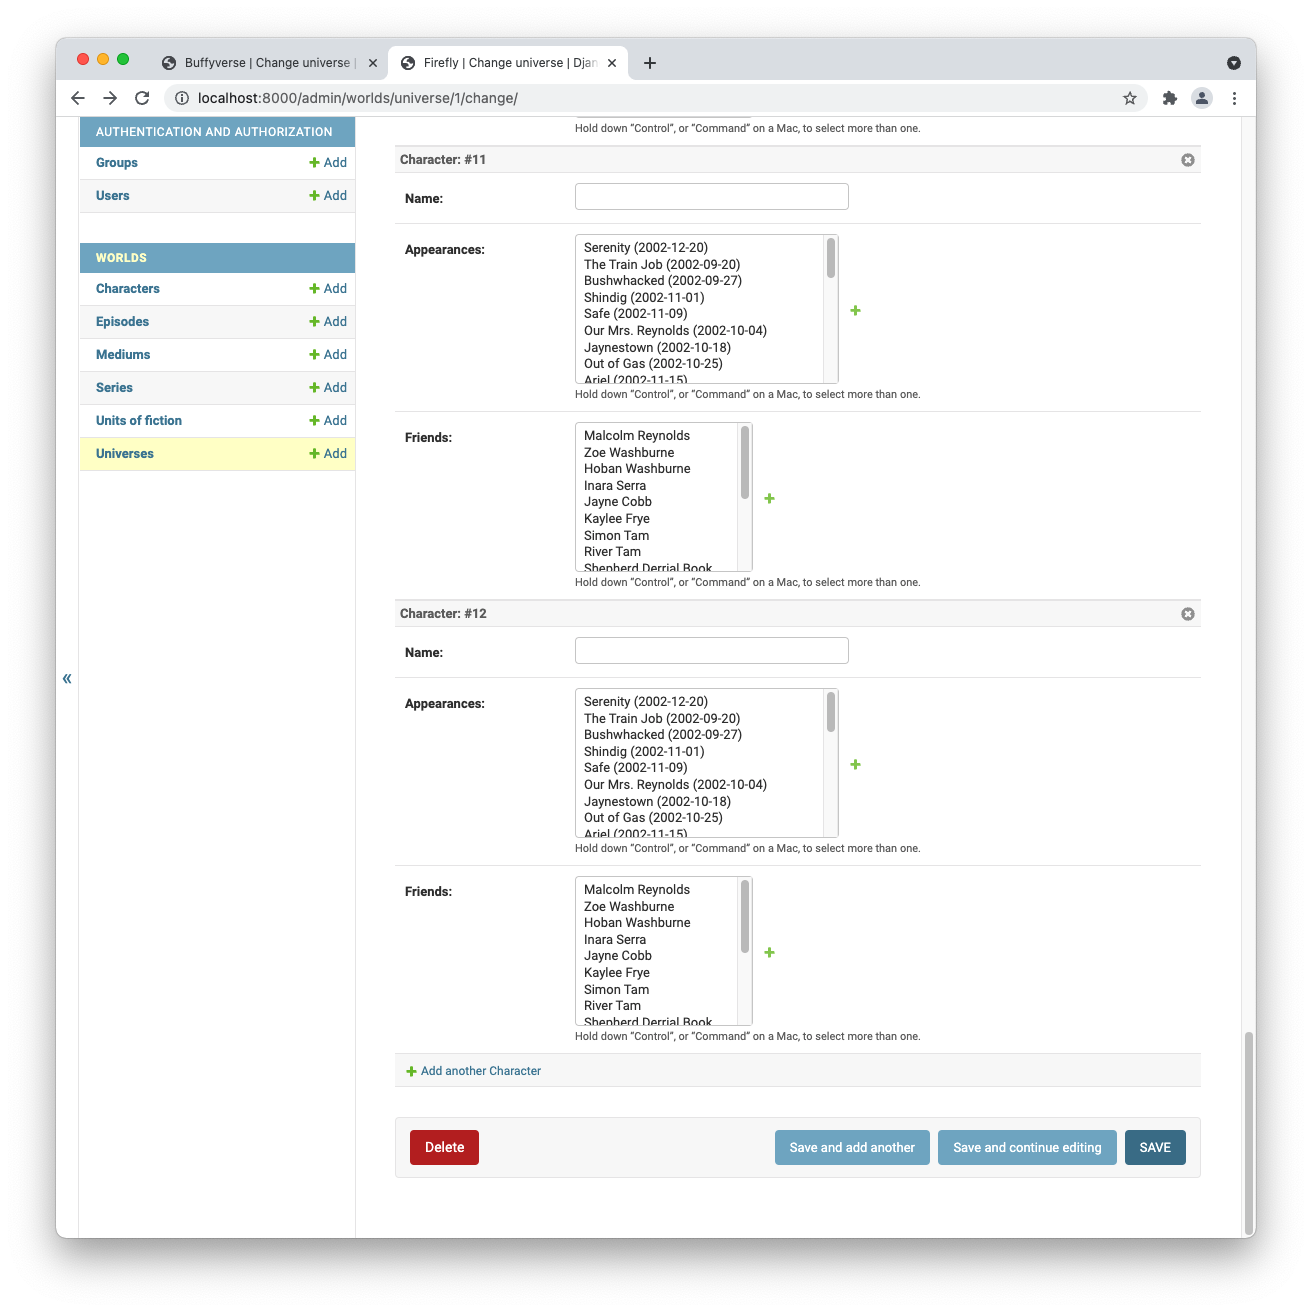 Buffyverse | Change universe |
Firefly | Change universe | Djan
localhost:8000/admin/worlds/universe/1/change/
AUTHENTICATION AND AUTHORIZATION
Groups + Add
Users + Add
WORLDS
Characters + Add
Episodes + Add
Mediums + Add
Series + Add
Units of fiction + Add
Universes + Add
«
Hold down “Control”, or “Command” on a Mac, to select more than one.
Character: #11
Name:
Appearances:
Serenity (2002-12-20)
The Train Job (2002-09-20)
Bushwhacked (2002-09-27)
Shindig (2002-11-01)
Safe (2002-11-09)
Our Mrs. Reynolds (2002-10-04)
Jaynestown (2002-10-18)
Out of Gas (2002-10-25)
Ariel (2002-11-15)
Hold down “Control”, or “Command” on a Mac, to select more than one.
Friends:
Malcolm Reynolds
Zoe Washburne
Hoban Washburne
Inara Serra
Jayne Cobb
Kaylee Frye
Simon Tam
River Tam
Shepherd Derrial Book
Hold down “Control”, or “Command” on a Mac, to select more than one.
Character: #12
Name:
Appearances:
Serenity (2002-12-20)
The Train Job (2002-09-20)
Bushwhacked (2002-09-27)
Shindig (2002-11-01)
Safe (2002-11-09)
Our Mrs. Reynolds (2002-10-04)
Jaynestown (2002-10-18)
Out of Gas (2002-10-25)
Ariel (2002-11-15)
Hold down “Control”, or “Command” on a Mac, to select more than one.
Friends:
Malcolm Reynolds
Zoe Washburne
Hoban Washburne
Inara Serra
Jayne Cobb
Kaylee Frye
Simon Tam
River Tam
Shepherd Derrial Book
Hold down “Control”, or “Command” on a Mac, to select more than one.
+ Add another Character
Delete
Save and add another
Save and continue editing
SAVE